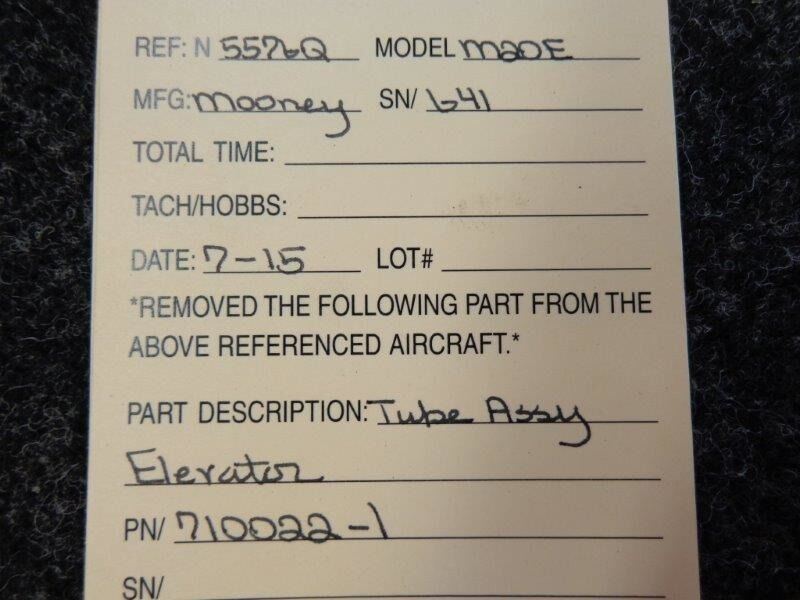 REF: N 5576Q MODEL M20E
MFG: Mooney SN/ 641
TOTAL TIME:
TACH/HOBBS:
DATE: 7-15 LOT#
*REMOVED THE FOLLOWING PART FROM THE
ABOVE REFERENCED AIRCRAFT.*
PART DESCRIPTION: Tube Assy
Elevator
PN/ 710022-1
SN/